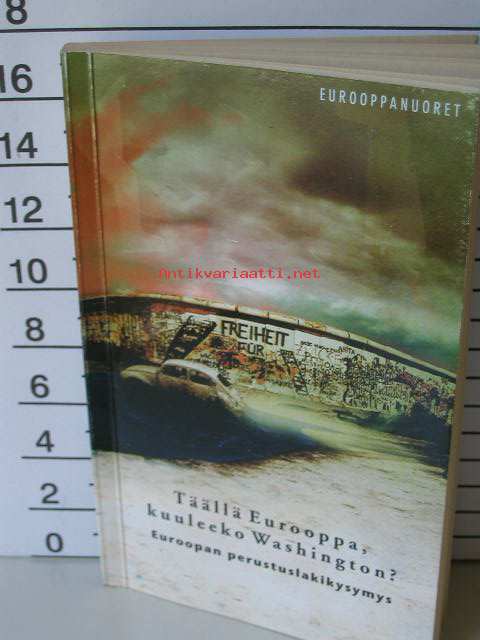 8
16
14
12
10
8
6
4
2
0
EUROOPPANUORET
Antikvariaatti.net
FREIHEIT
FÜR
Täällä Eurooppa,
kuuleeko Washington?
Euroopan perustuslakikysymys